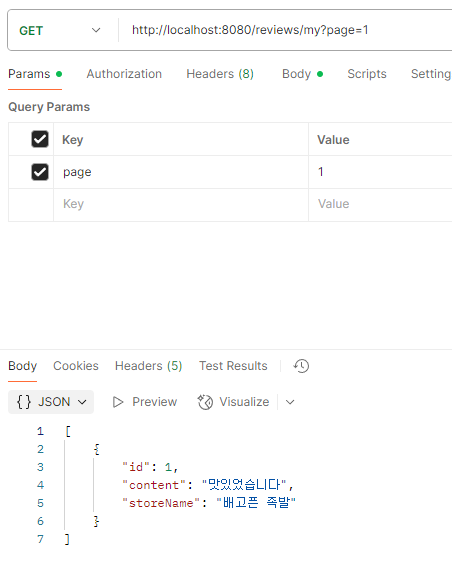 GET http://localhost:8080/reviews/my?page=1
Params Authorization Headers (8) Body Scripts Setting
Query Params
Key Value
page 1
Key Value
Body Cookies Headers (5) Test Results
{} JSON Preview Visualize
1 [
2 {
3 "id": 1,
4 "content": "맛있었습니다",
5 "storeName": "배고픈 족발"
6 }
7 ]